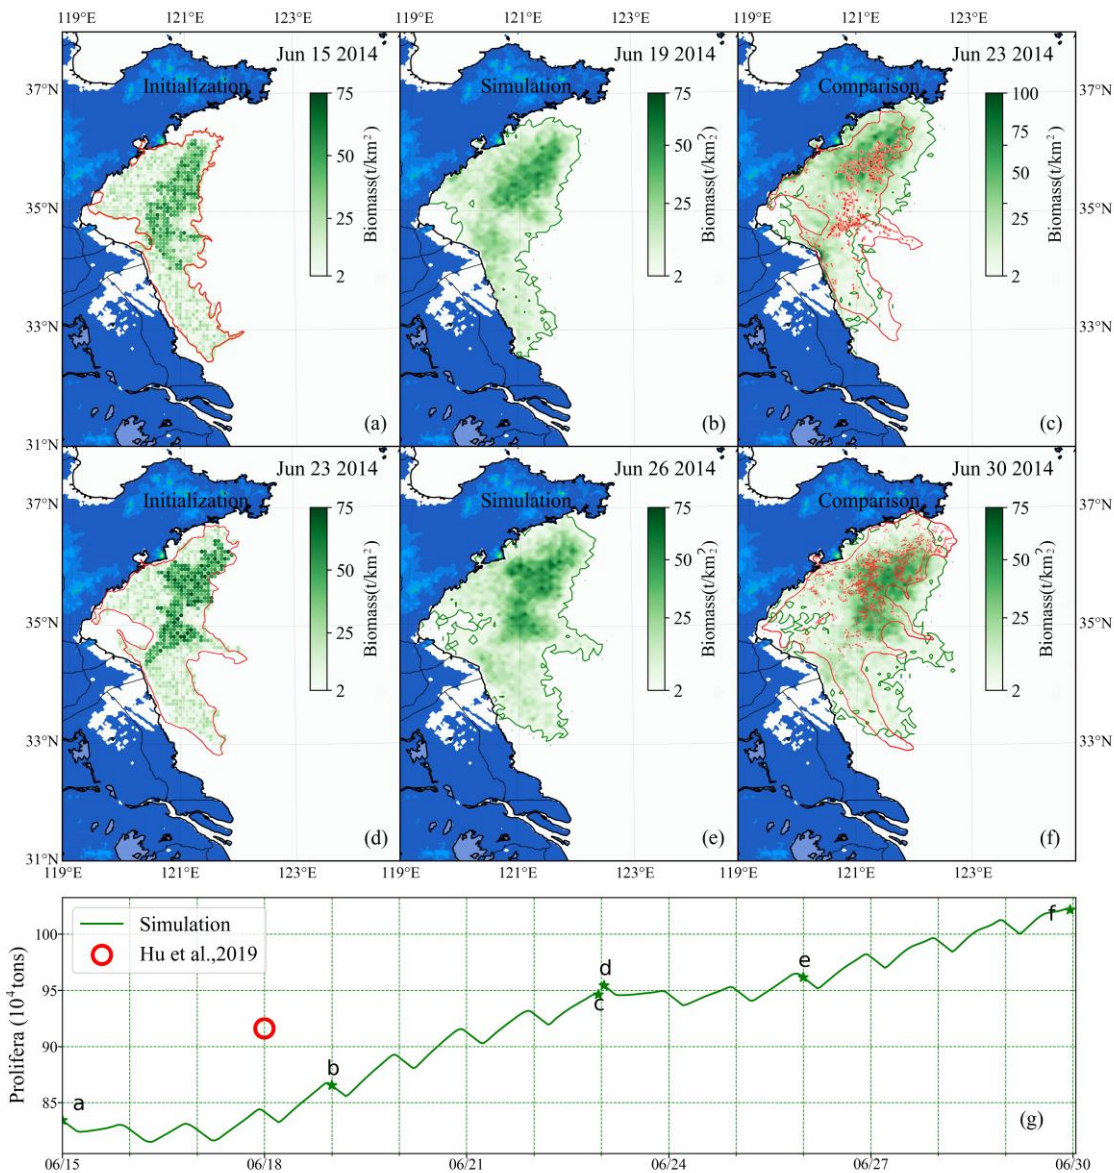 119°E 121°E 123°E 119°E 121°E 123°E
Jun 15 2014 Jun 19 2014 Jun 23 2014
Initialization Simulation Comparison
37°N 37°N
75 75 100
50 50 75
25 25 50
25
2 2 2
Biomass(t/km²) Biomass(t/km²) Biomass(t/km²)
35°N 35°N
33°N 33°N
(a) (b) (c)
31°N
Jun 23 2014 Jun 26 2014 Jun 30 2014
Initialization Simulation Comparison
37°N 37°N
75 75 75
50 50 50
25 25 25
2 2 2
Biomass(t/km²) Biomass(t/km²) Biomass(t/km²)
35°N 35°N
33°N 33°N
(d) (e) (f)
31°N 31°N
119°E 121°E 123°E 119°E 121°E 123°E 119°E 121°E 123°E
Simulation
Hu et al.,2019
Prolifera (10⁴ tons)
100
95
90
85
a
b
c
d
e
f
(g)
06/15 06/18 06/21 06/24 06/27 06/30